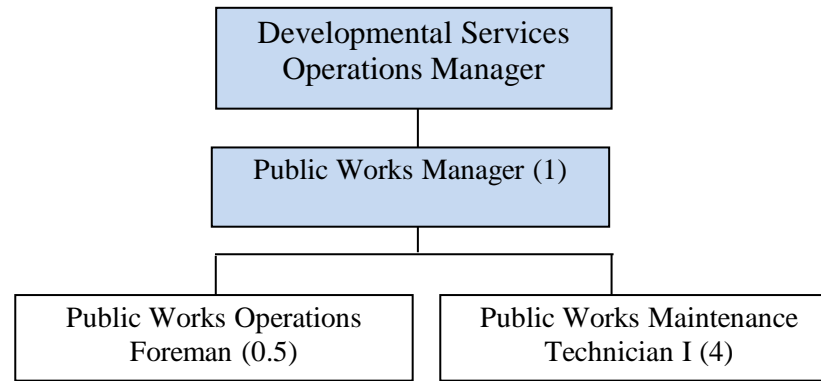 Developmental Services
Operations Manager
Public Works Manager (1)
Public Works Operations
Foreman (0.5)
Public Works Maintenance
Technician I (4)